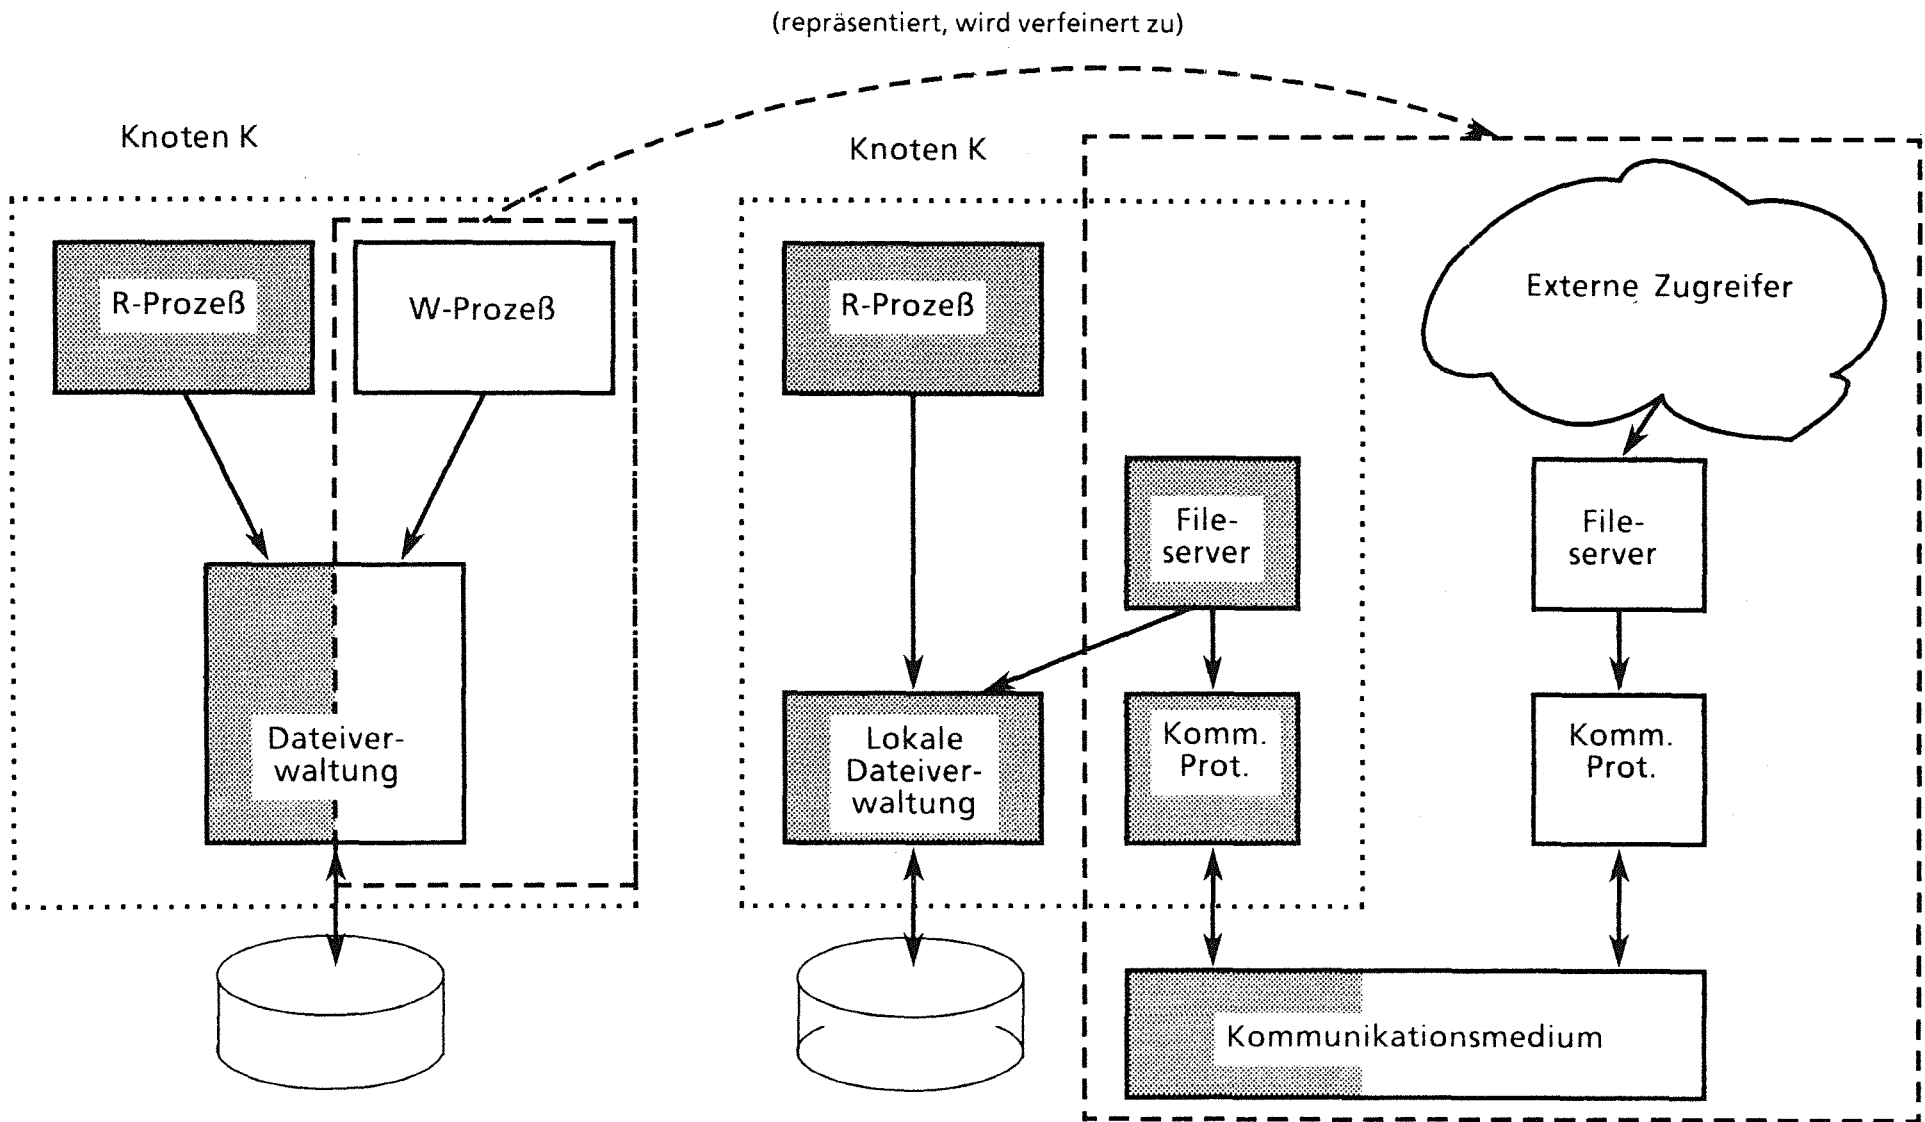 (repräsentiert, wird verfeinert zu)
Knoten K
Knoten K
R-Prozeß
W-Prozeß
R-Prozeß
Externe Zugreifer
File-
server
File-
server
Dateiver-
waltung
Lokale
Dateiver-
waltung
Komm.
Prot.
Komm.
Prot.
Kommunikationsmedium